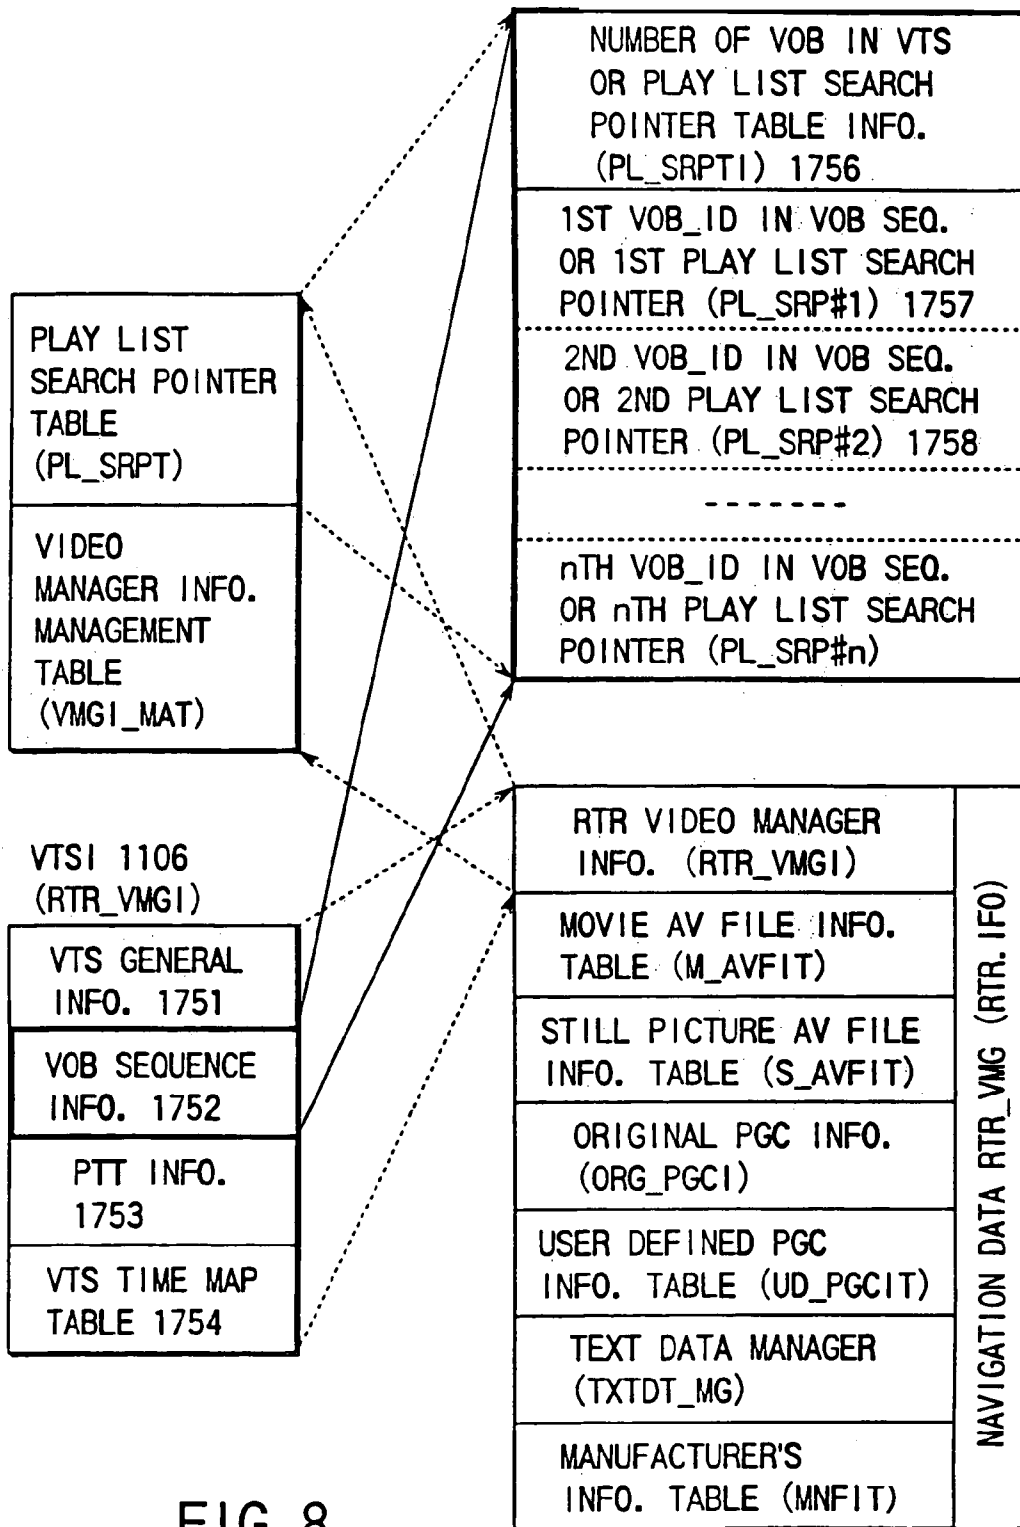 NUMBER OF VOB IN VTS
OR PLAY LIST SEARCH
POINTER TABLE INFO.
(PL_SRPTI) 1756
1ST VOB_ID IN VOB SEQ.
OR 1ST PLAY LIST SEARCH
POINTER (PL_SRP#1) 1757
2ND VOB_ID IN VOB SEQ.
OR 2ND PLAY LIST SEARCH
POINTER (PL_SRP#2) 1758
-------
nTH VOB_ID IN VOB SEQ.
OR nTH PLAY LIST SEARCH
POINTER (PL_SRP#n)
PLAY LIST
SEARCH POINTER
TABLE
(PL_SRPT)
VIDEO
MANAGER INFO.
MANAGEMENT
TABLE
(VMGI_MAT)
VTSI 1106
(RTR_VMGI)
VTS GENERAL
INFO. 1751
VOB SEQUENCE
INFO. 1752
PTT INFO.
1753
VTS TIME MAP
TABLE 1754
RTR VIDEO MANAGER
INFO. (RTR_VMGI)
MOVIE AV FILE INFO.
TABLE (M_AVFIT)
STILL PICTURE AV FILE
INFO. TABLE (S_AVFIT)
ORIGINAL PGC INFO.
(ORG_PGCI)
USER DEFINED PGC
INFO. TABLE (UD_PGCIT)
TEXT DATA MANAGER
(TXTDT_MG)
MANUFACTURER'S
INFO. TABLE (MNFIT)
NAVIGATION DATA RTR_VMG (RTR.IFO)
FIG. 8